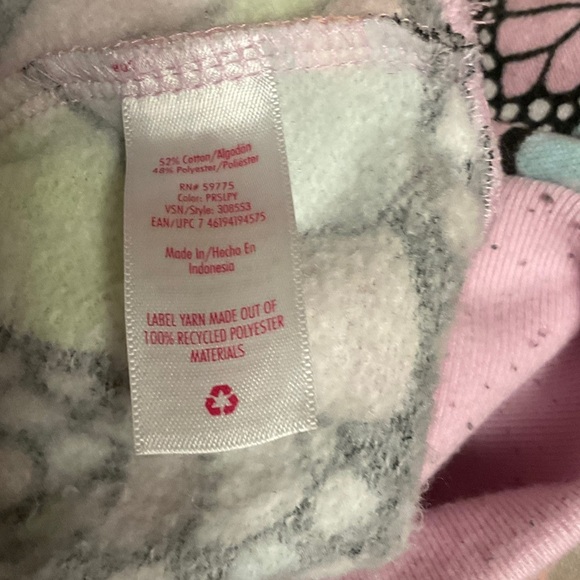 52% Cotton/Algodón
48% Polyester/Poliéster
RN# 59775
Color: PRSLPY
VSN/Style: 308553
EAN/UPC 7 46194194575
Made In/Hecho En
Indonesia
LABEL YARN MADE OUT OF
100% RECYCLED POLYESTER
MATERIALS